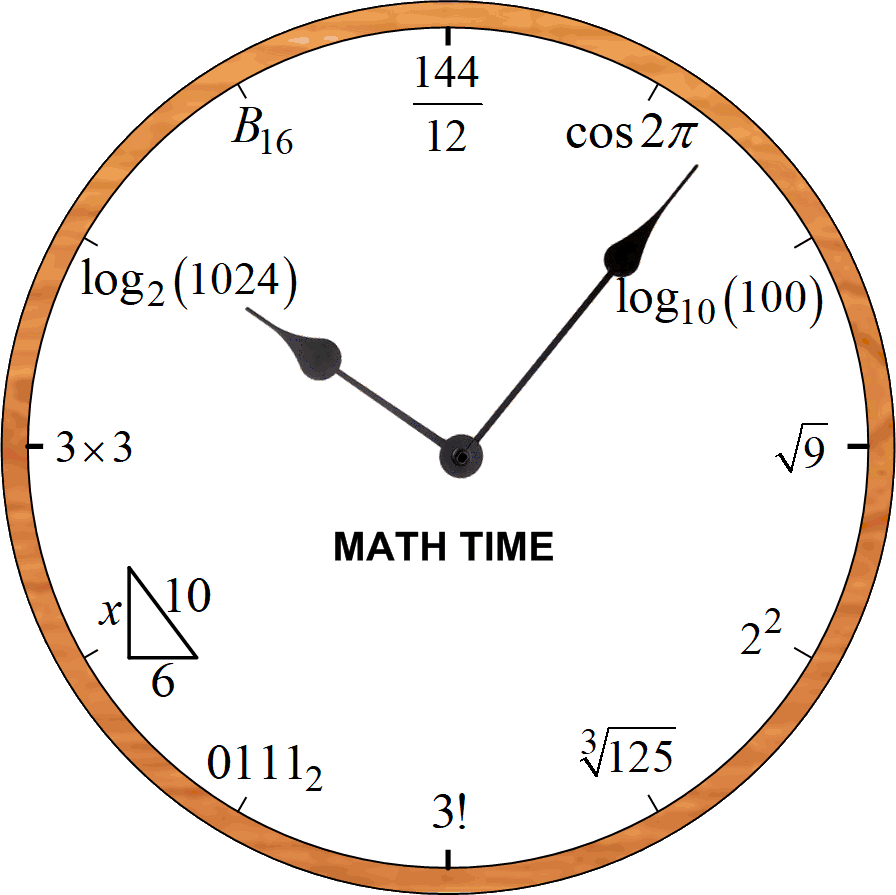 144
12
B₁₆
cos 2π
log₂(1024)
log₁₀(100)
3×3
√9
MATH TIME
x 10
6
2²
0111₂
∛125
3!